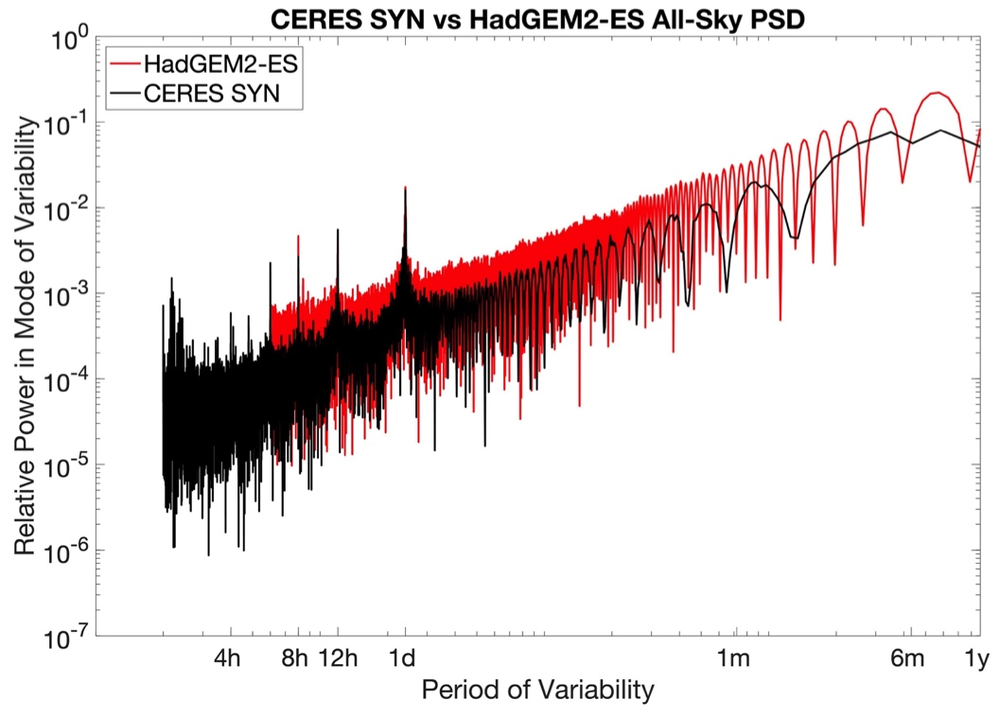 CERES SYN vs HadGEM2-ES All-Sky PSD
HadGEM2-ES
CERES SYN
Relative Power in Mode of Variability
10^0
10^-1
10^-2
10^-3
10^-4
10^-5
10^-6
10^-7
4h 8h 12h 1d 1m 6m 1y
Period of Variability